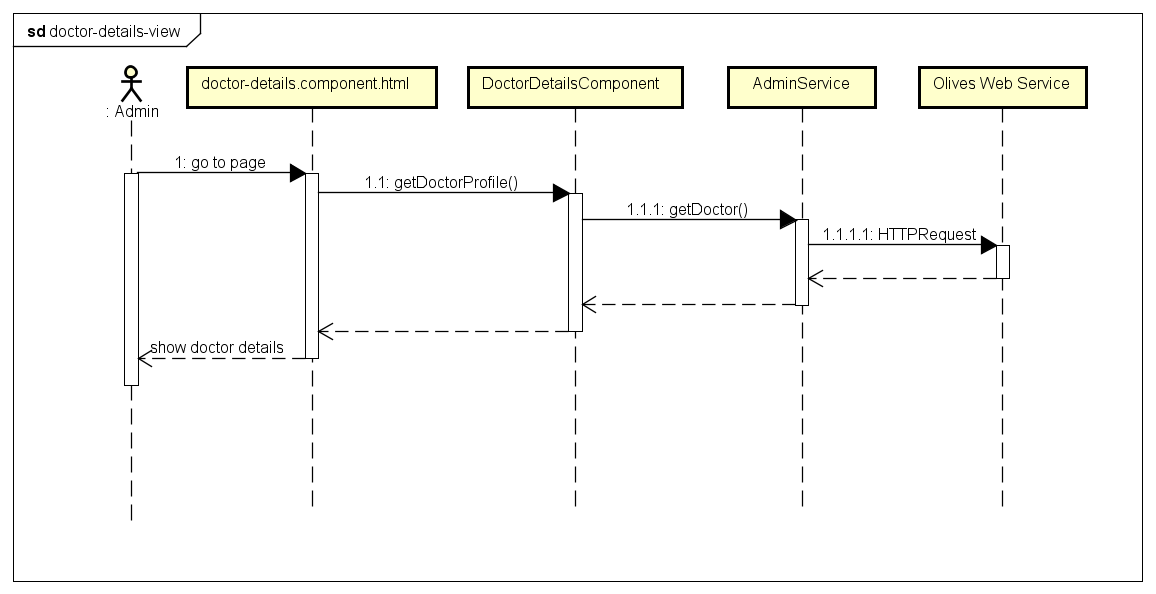 sd doctor-details-view
: Admin
doctor-details.component.html
DoctorDetailsComponent
AdminService
Olives Web Service
1: go to page
1.1: getDoctorProfile()
1.1.1: getDoctor()
1.1.1.1: HTTPRequest
show doctor details